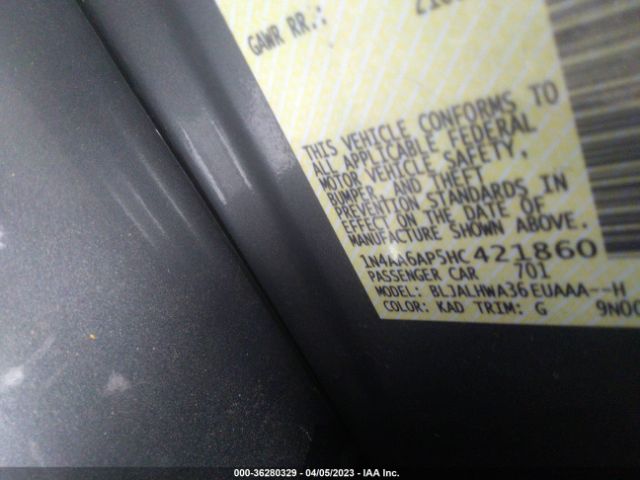 GAWR RR.:
THIS VEHICLE CONFORMS TO
ALL APPLICABLE FEDERAL
MOTOR VEHICLE SAFETY,
BUMPER, AND THEFT
PREVENTION STANDARDS IN
EFFECT ON THE DATE OF
MANUFACTURE SHOWN ABOVE.
1N4AA6AP5HC421860
PASSENGER CAR 701
MODEL: BLJALHWA36EUAAA--H
COLOR: KAD TRIM: G 9N0C
000-36280329 - 04/05/2023 - IAA Inc.